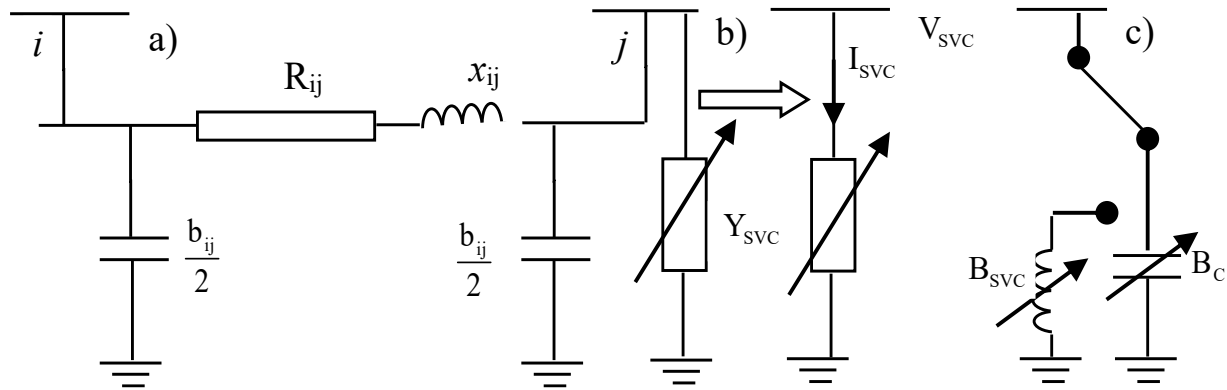 i
a)
R_ij
x_ij
b_ij
2
j
b_ij
2
b)
Y_SVC
I_SVC
V_SVC
c)
B_SVC
B_C